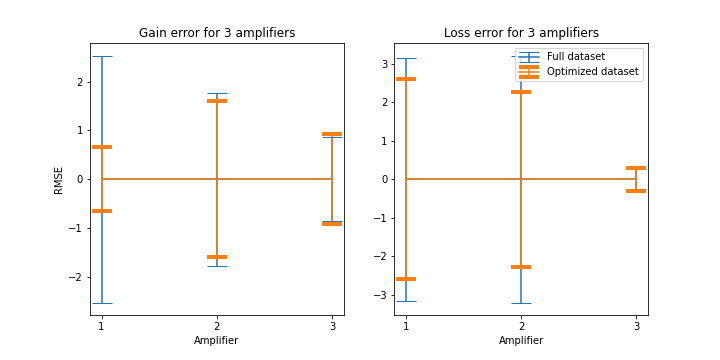 Gain error for 3 amplifiers
RMSE
2
1
0
−1
−2
1
2
3
Amplifier
Loss error for 3 amplifiers
Full dataset
Optimized dataset
3
2
1
0
−1
−2
−3
1
2
3
Amplifier